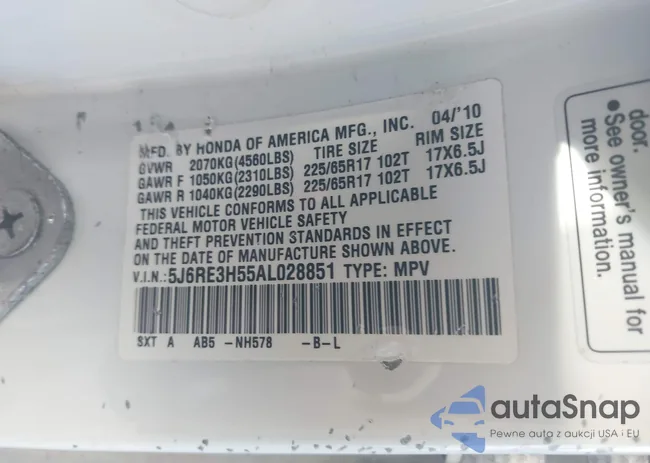 MFD. BY HONDA OF AMERICA MFG., INC. 04/'10
GVWR 2070KG(4560LBS) TIRE SIZE RIM SIZE
GAWR F 1050KG(2310LBS) 225/65R17 102T 17X6.5J
GAWR R 1040KG(2290LBS) 225/65R17 102T 17X6.5J
THIS VEHICLE CONFORMS TO ALL APPLICABLE
FEDERAL MOTOR VEHICLE SAFETY
AND THEFT PREVENTION STANDARDS IN EFFECT
ON THE DATE OF MANUFACTURE SHOWN ABOVE.
V.I.N.: 5J6RE3H55AL028851 TYPE: MPV
SXT A AB5 -NH578 -B-L
door.
●See owner's
manual for
more
information.
autaSnap
Pewne auta z aukcji USA i EU